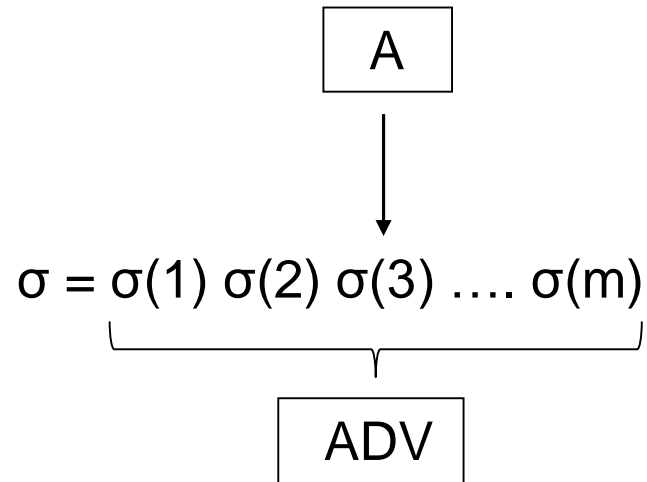 A
σ = σ(1) σ(2) σ(3) …. σ(m)
ADV